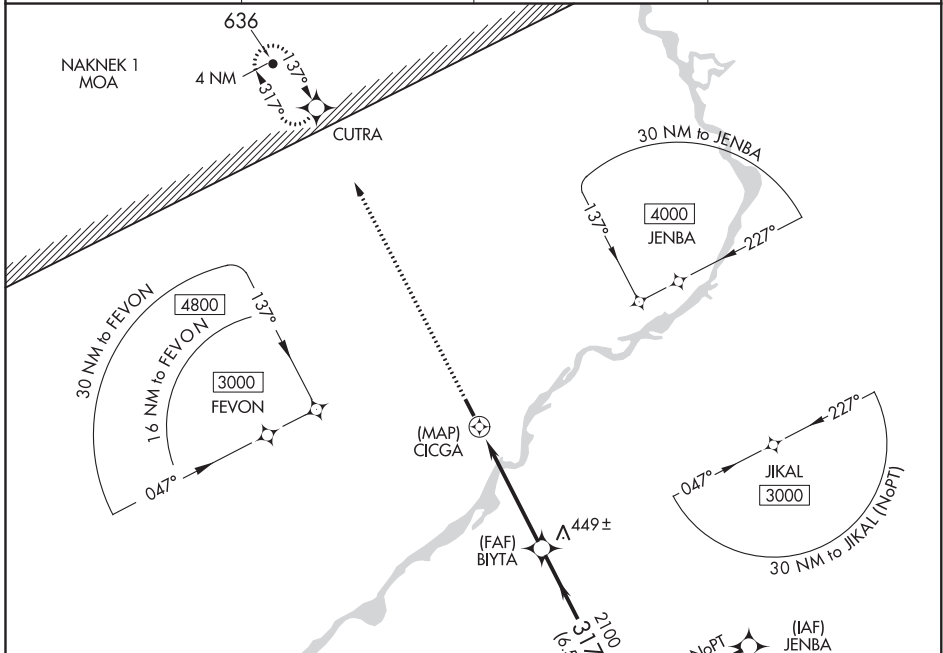 636
NAKNEK 1
MOA
4 NM
137°
317°
CUTRA
30 NM to JENBA
137°
4000
JENBA
227°
30 NM to FEVON
4800
137°
16 NM to FEVON
3000
FEVON
047°
(MAP)
CICGA
227°
047°
JIKAL
3000
30 NM to JIKAL (NoPT)
449±
(FAF)
BIYTA
2100
317
NoPT
(IAF)
JENBA